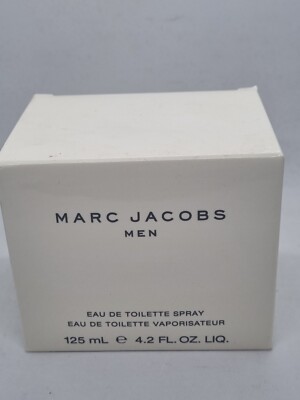 MARC JACOBS
MEN
EAU DE TOILETTE SPRAY
EAU DE TOILETTE VAPORISATEUR
125 mL ℮ 4.2 FL. OZ. LIQ.